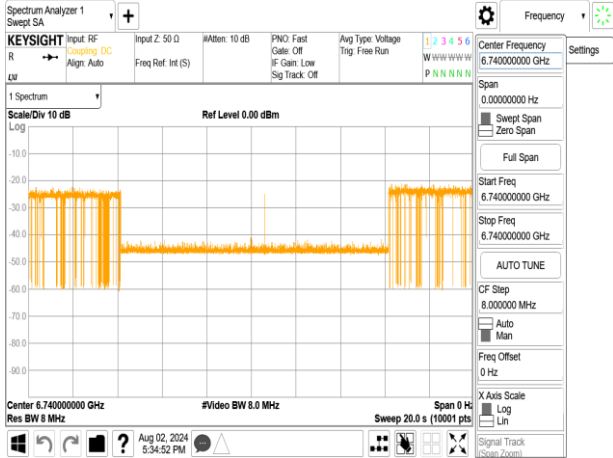 Spectrum Analyzer 1
Swept SA
+
Frequency
KEYSIGHT
R
LXI
Input: RF
Coupling: DC
Align: Auto
Input Z: 50 Ω
Freq Ref: Int (S)
#Atten: 10 dB
PNO: Fast
Gate: Off
IF Gain: Low
Sig Track: Off
Avg Type: Voltage
Trig: Free Run
1 2 3 4 5 6
W W W W W W
P N N N N N
Center Frequency
6.740000000 GHz
Settings
Span
0.00000000 Hz
Swept Span
Zero Span
Full Span
Start Freq
6.740000000 GHz
Stop Freq
6.740000000 GHz
AUTO TUNE
CF Step
8.000000 MHz
Auto
Man
Freq Offset
0 Hz
X Axis Scale
Log
Lin
Signal Track
(Span Zoom)
1 Spectrum
Scale/Div 10 dB
Ref Level 0.00 dBm
Log
-10.0
-20.0
-30.0
-40.0
-50.0
-60.0
-70.0
-80.0
-90.0
Center 6.740000000 GHz
#Video BW 8.0 MHz
Span 0 Hz
Res BW 8 MHz
Sweep 20.0 s (10001 pts
?
Aug 02, 2024
5:34:52 PM